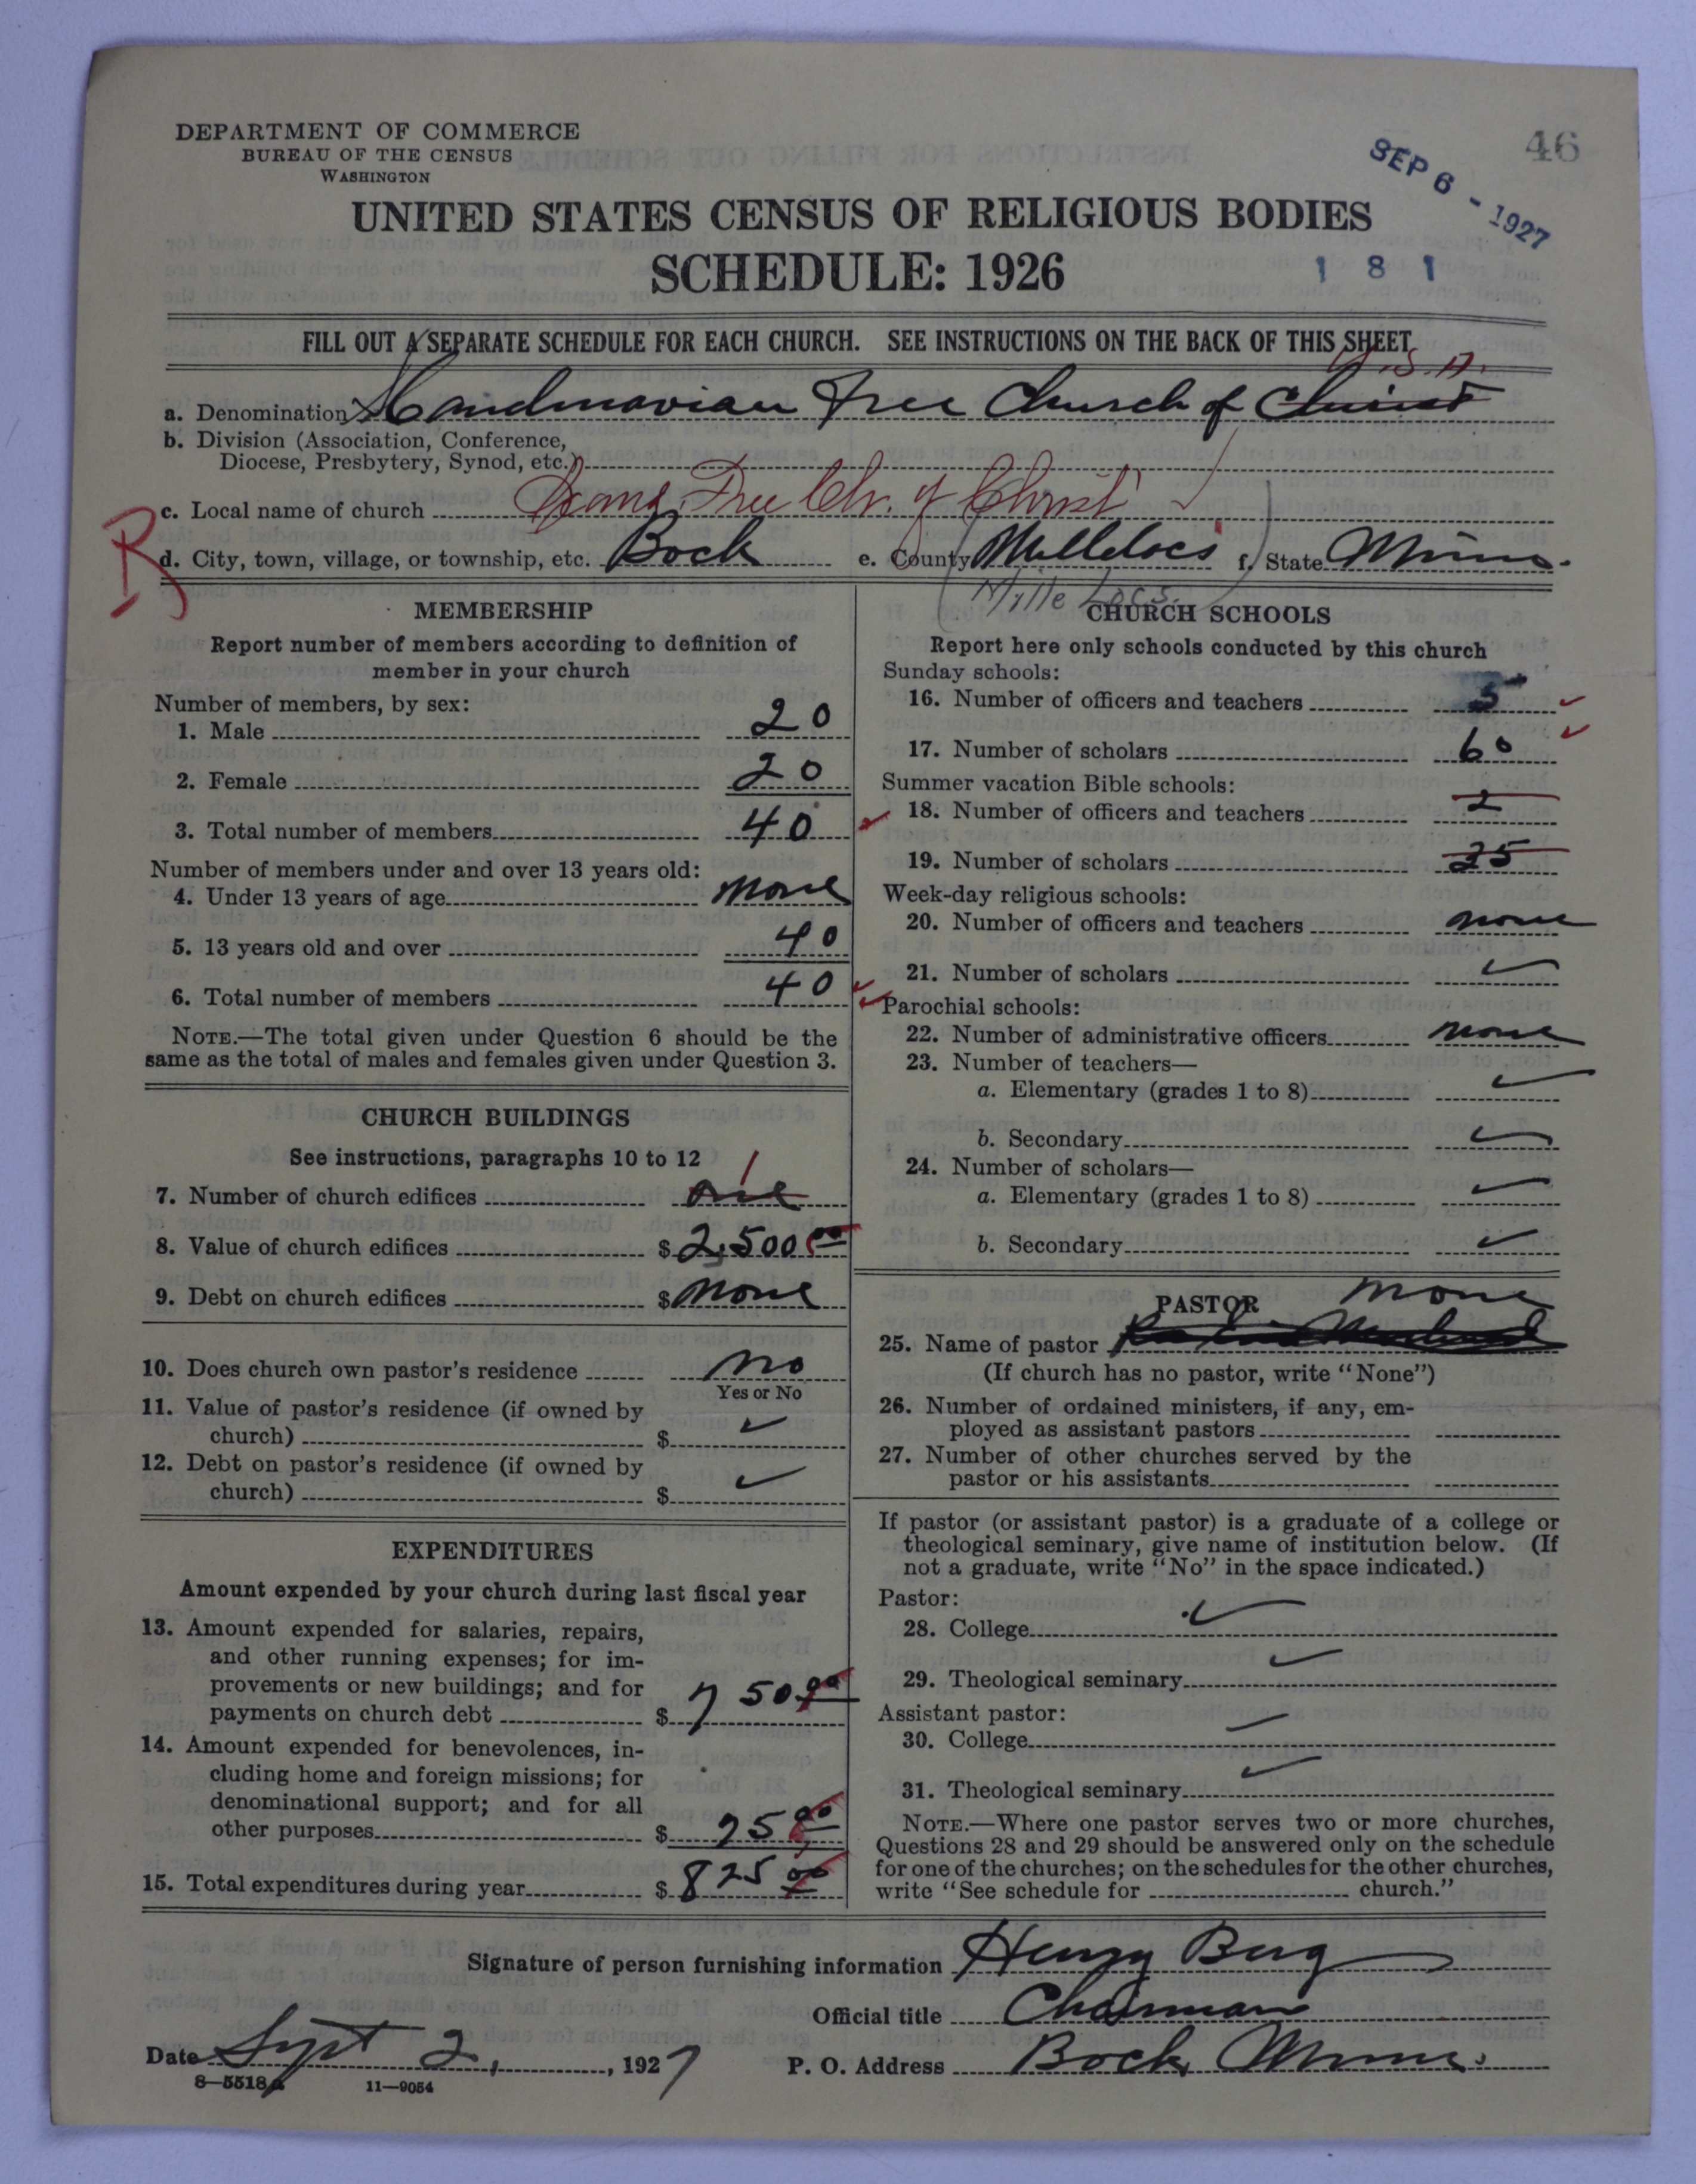 DEPARTMENT OF COMMERCE
BUREAU OF THE CENSUS
WASHINGTON
46
SEP 6 - 1927
UNITED STATES CENSUS OF RELIGIOUS BODIES
SCHEDULE: 1926
1 8 1
FILL OUT A SEPARATE SCHEDULE FOR EACH CHURCH. SEE INSTRUCTIONS ON THE BACK OF THIS SHEET
U.S.A.
a. Denomination Scandinavian Free Church of Christ
b. Division (Association, Conference,
Diocese, Presbytery, Synod, etc.)
c. Local name of church Free Ch. of Christ
d. City, town, village, or township, etc. Bock e. County Millelacs f. State Minn.
(Mille Lacs.)
MEMBERSHIP
Report number of members according to definition of
member in your church
Number of members, by sex:
1. Male 20
2. Female 20
3. Total number of members 40
Number of members under and over 13 years old:
4. Under 13 years of age None
5. 13 years old and over 40
6. Total number of members 40
NOTE.—The total given under Question 6 should be the
same as the total of males and females given under Question 3.
CHURCH BUILDINGS
See instructions, paragraphs 10 to 12
1
7. Number of church edifices one
8. Value of church edifices $ 2,500 00
9. Debt on church edifices $ None
10. Does church own pastor's residence No
Yes or No
11. Value of pastor's residence (if owned by
church) $ ✓
12. Debt on pastor's residence (if owned by
church) $ ✓
EXPENDITURES
Amount expended by your church during last fiscal year
13. Amount expended for salaries, repairs,
and other running expenses; for im-
provements or new buildings; and for
payments on church debt $ 750 00
14. Amount expended for benevolences, in-
cluding home and foreign missions; for
denominational support; and for all
other purposes $ 75 00
15. Total expenditures during year $ 825 00
CHURCH SCHOOLS
Report here only schools conducted by this church
Sunday schools:
16. Number of officers and teachers 5
17. Number of scholars 60
Summer vacation Bible schools:
18. Number of officers and teachers 2
19. Number of scholars 25
Week-day religious schools:
20. Number of officers and teachers none
21. Number of scholars ✓
Parochial schools:
22. Number of administrative officers none
23. Number of teachers—
a. Elementary (grades 1 to 8) ✓
b. Secondary ✓
24. Number of scholars—
a. Elementary (grades 1 to 8) ✓
b. Secondary ✓
PASTOR None
25. Name of pastor
(If church has no pastor, write "None")
26. Number of ordained ministers, if any, em-
ployed as assistant pastors
27. Number of other churches served by the
pastor or his assistants
If pastor (or assistant pastor) is a graduate of a college or
theological seminary, give name of institution below. (If
not a graduate, write "No" in the space indicated.)
Pastor:
28. College ✓
29. Theological seminary ✓
Assistant pastor:
30. College ✓
31. Theological seminary ✓
NOTE.—Where one pastor serves two or more churches,
Questions 28 and 29 should be answered only on the schedule
for one of the churches; on the schedules for the other churches,
write "See schedule for church."
Signature of person furnishing information Henry Berg
Official title Chairman
Date Sept 2, 1927 P. O. Address Bock Minn.
8—5518a 11—9054